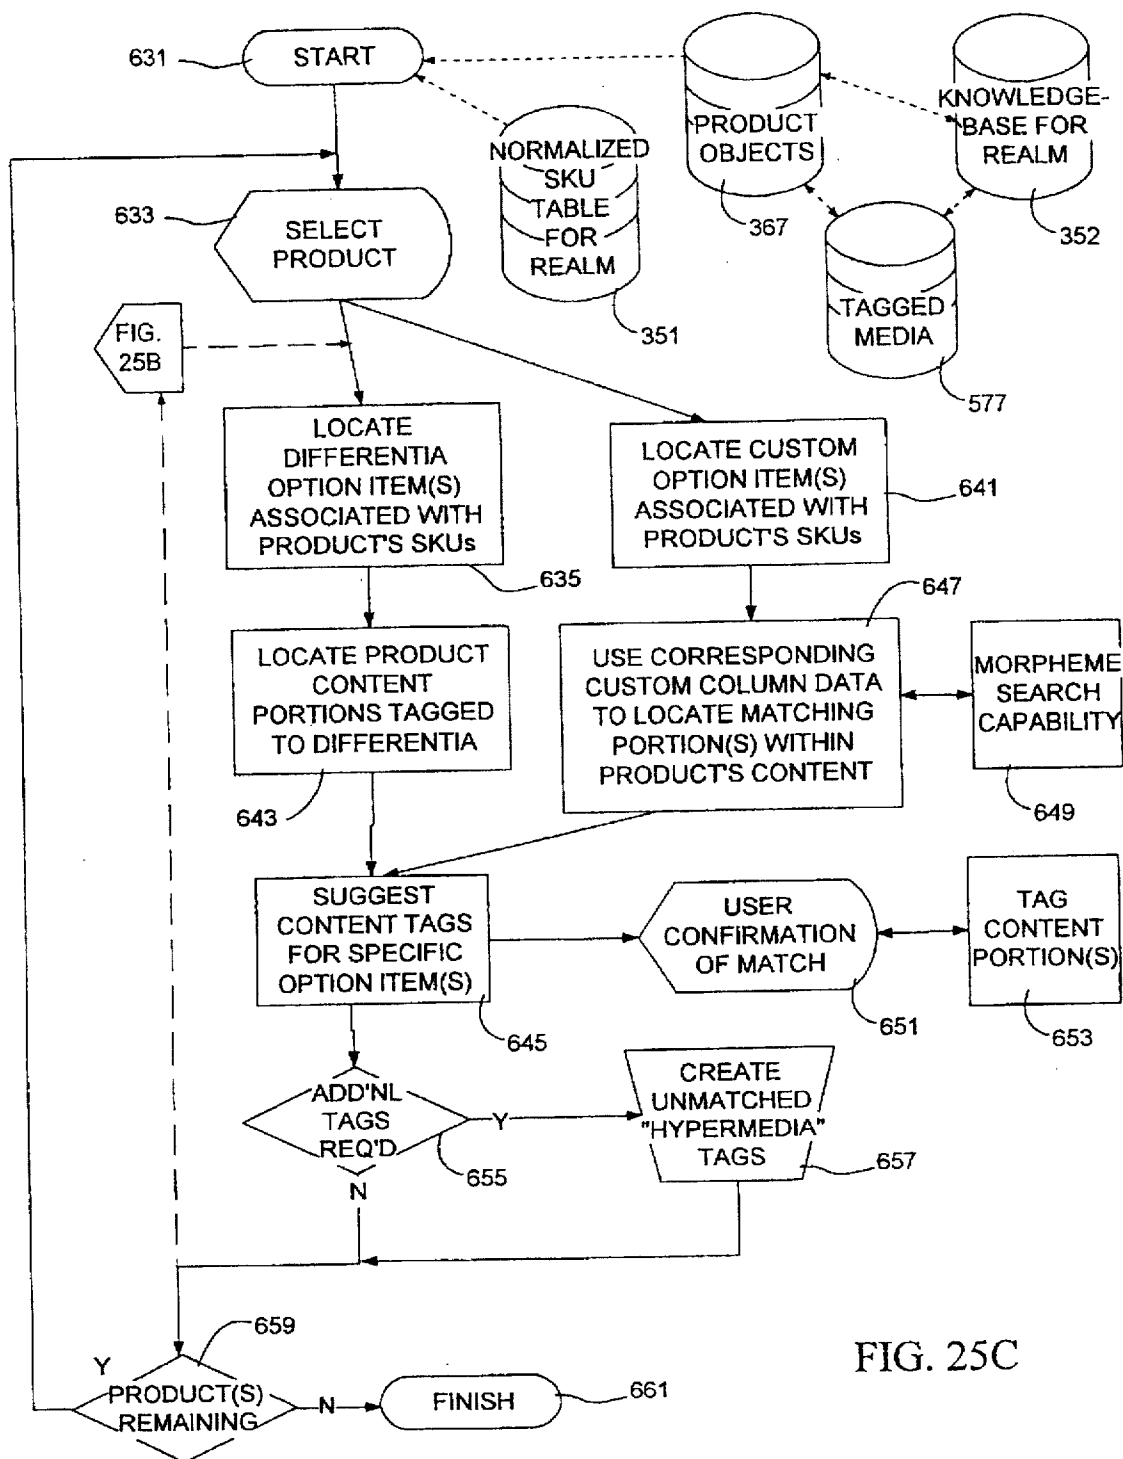 631
START
PRODUCT
OBJECTS
367
KNOWLEDGE-
BASE FOR
REALM
352
NORMALIZED
SKU
TABLE
FOR
REALM
351
633
SELECT
PRODUCT
TAGGED
MEDIA
577
FIG.
25B
LOCATE
DIFFERENTIA
OPTION ITEM(S)
ASSOCIATED WITH
PRODUCT'S SKUs
635
LOCATE CUSTOM
OPTION ITEM(S)
ASSOCIATED WITH
PRODUCT'S SKUs
641
LOCATE PRODUCT
CONTENT
PORTIONS TAGGED
TO DIFFERENTIA
643
647
USE CORRESPONDING
CUSTOM COLUMN DATA
TO LOCATE MATCHING
PORTION(S) WITHIN
PRODUCT'S CONTENT
MORPHEME
SEARCH
CAPABILITY
649
SUGGEST
CONTENT TAGS
FOR SPECIFIC
OPTION ITEM(S)
645
USER
CONFIRMATION
OF MATCH
651
TAG
CONTENT
PORTION(S)
653
ADD'NL
TAGS
REQ'D
655
Y
N
CREATE
UNMATCHED
"HYPERMEDIA"
TAGS
657
659
Y
PRODUCT(S)
REMAINING
N
FINISH
661
FIG. 25C